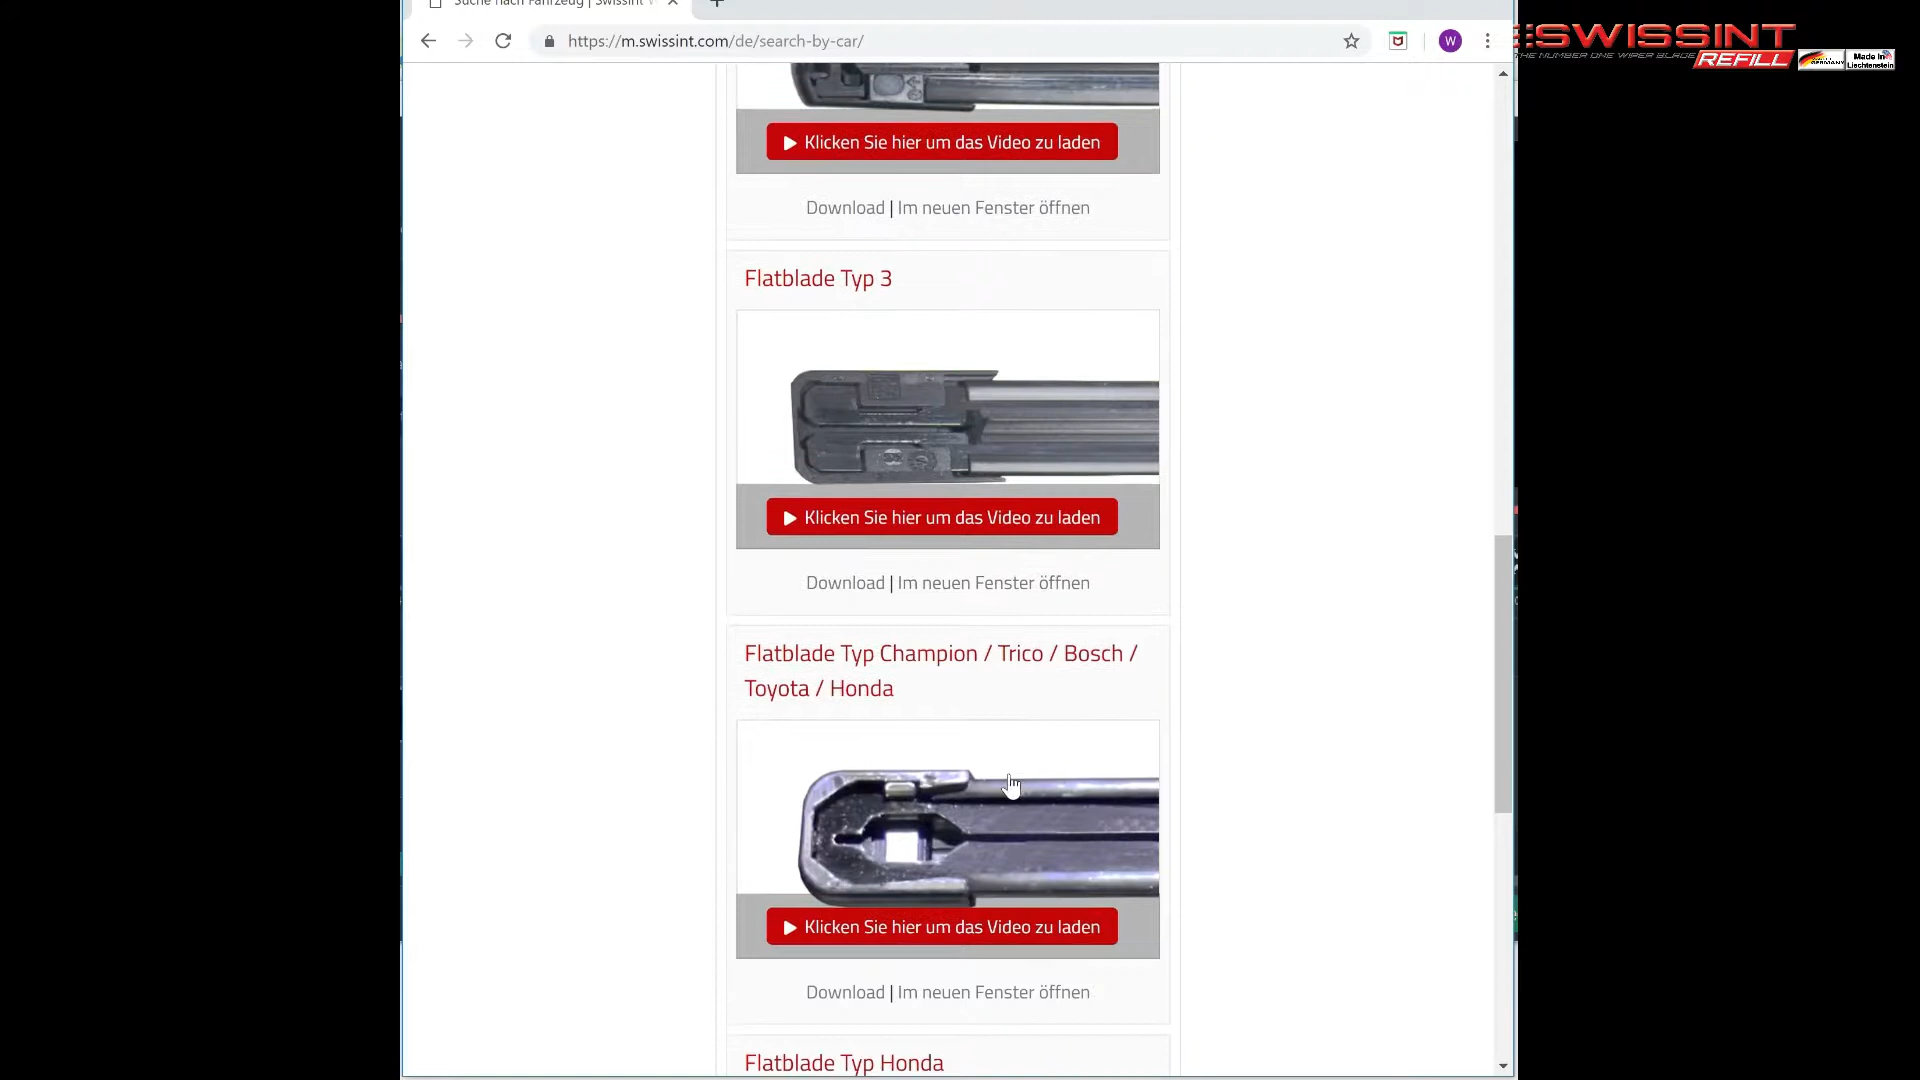 Suche nach Fahrzeug | Swissint
https://m.swissint.com/de/search-by-car/
W
SWISSINT
THE NUMBER ONE WIPER BLADE
REFILL
GERMANY
Made in
Liechtenstein
Klicken Sie hier um das Video zu laden
Download | Im neuen Fenster öffnen
Flatblade Typ 3
Klicken Sie hier um das Video zu laden
Download | Im neuen Fenster öffnen
Flatblade Typ Champion / Trico / Bosch /
Toyota / Honda
Klicken Sie hier um das Video zu laden
Download | Im neuen Fenster öffnen
Flatblade Typ Honda